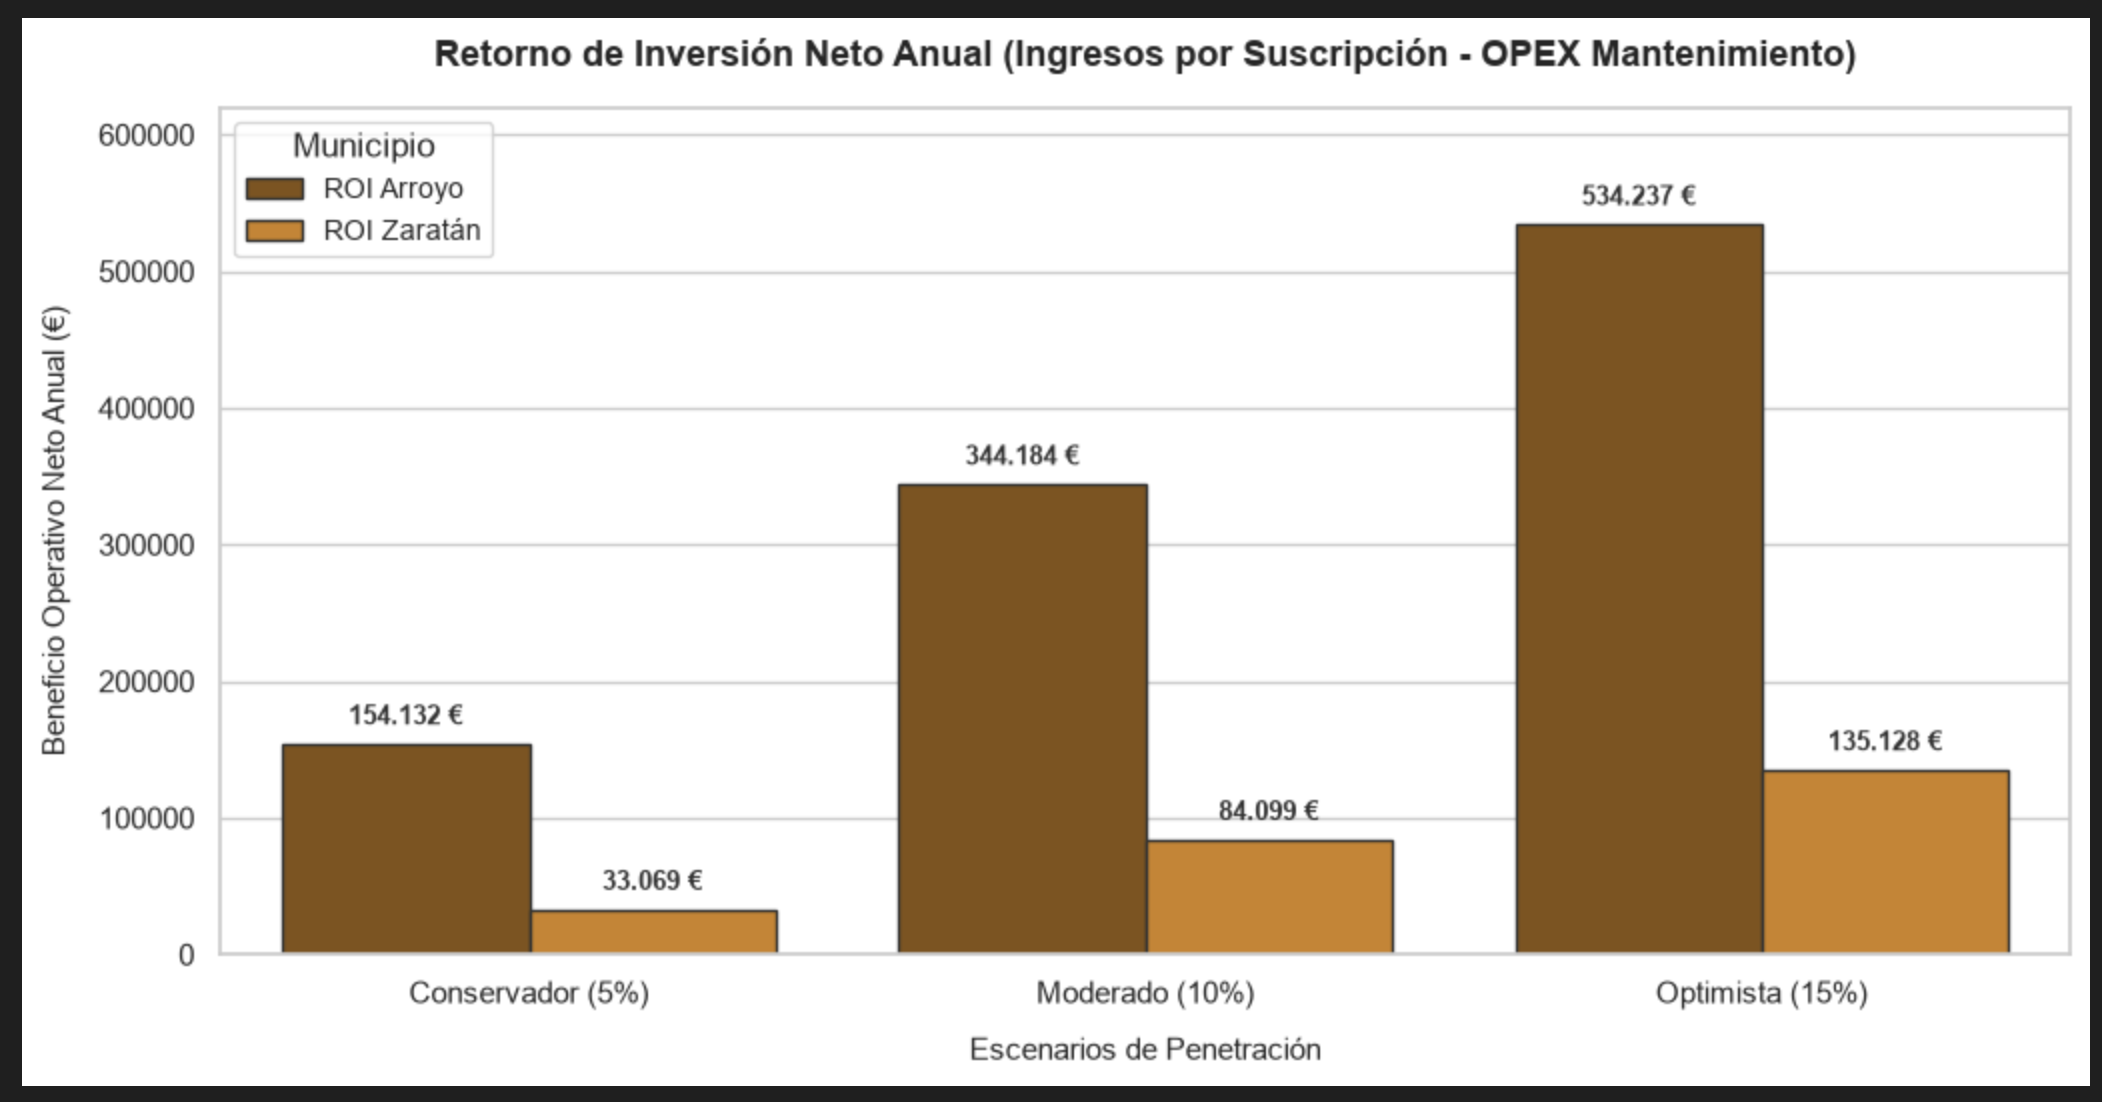 Retorno de Inversión Neto Anual (Ingresos por Suscripción - OPEX Mantenimiento)
Municipio
ROI Arroyo
ROI Zaratán
Beneficio Operativo Neto Anual (€)
600000
500000
400000
300000
200000
100000
0
154.132 €
33.069 €
344.184 €
84.099 €
534.237 €
135.128 €
Conservador (5%)
Moderado (10%)
Optimista (15%)
Escenarios de Penetración